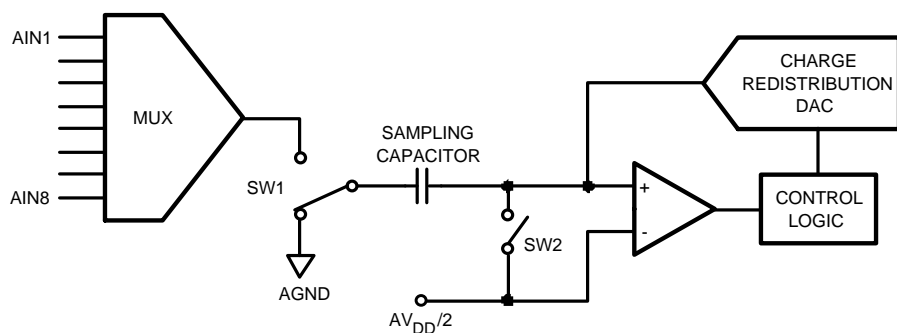 AIN1
AIN8
MUX
SW1
AGND
SAMPLING
CAPACITOR
SW2
AVDD/2
+
-
CHARGE
REDISTRIBUTION
DAC
CONTROL
LOGIC